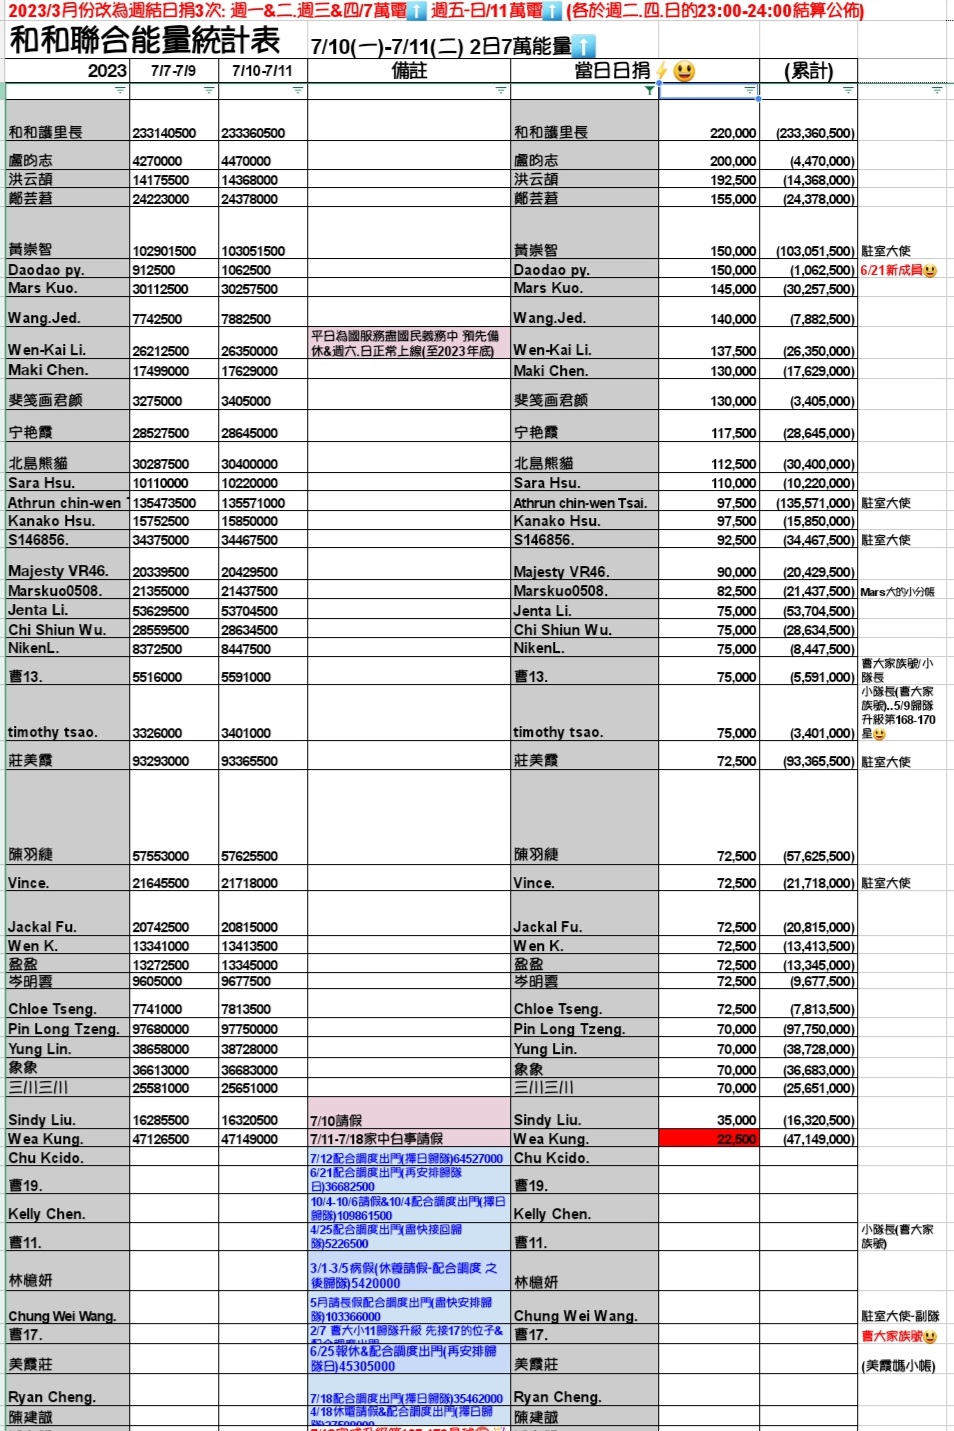 2023/3月份改為週結日捐3次: 週一&二.週三&四/7萬電⬆️ 週五-日/11萬電⬆️ (各於週二.四.日的23:00-24:00結算公佈)
和和聯合能量統計表 7/10(一)-7/11(二) 2日7萬能量⬆️
2023 7/7-7/9 7/10-7/11 備註 當日日捐⚡😃 (累計)
和和護里長 233140500 233360500 和和護里長 220,000 (233,360,500)
盧昀志 4270000 4470000 盧昀志 200,000 (4,470,000)
洪云頡 14175500 14368000 洪云頡 192,500 (14,368,000)
鄭芸莙 24223000 24378000 鄭芸莙 155,000 (24,378,000)
黃崇智 102901500 103051500 黃崇智 150,000 (103,051,500) 駐室大使
Daodao py. 912500 1062500 Daodao py. 150,000 (1,062,500) 6/21新成員😃
Mars Kuo. 30112500 30257500 Mars Kuo. 145,000 (30,257,500)
Wang.Jed. 7742500 7882500 Wang.Jed. 140,000 (7,882,500)
平日為國服務盡國民義務中 預先備
Wen-Kai Li. 26212500 26350000 休&週六.日正常上線(至2023年底) Wen-Kai Li. 137,500 (26,350,000)
Maki Chen. 17499000 17629000 Maki Chen. 130,000 (17,629,000)
斐笺画君颜 3275000 3405000 斐笺画君颜 130,000 (3,405,000)
宁艳霞 28527500 28645000 宁艳霞 117,500 (28,645,000)
北島熊貓 30287500 30400000 北島熊貓 112,500 (30,400,000)
Sara Hsu. 10110000 10220000 Sara Hsu. 110,000 (10,220,000)
Athrun chin-wen 135473500 135571000 Athrun chin-wen Tsai. 97,500 (135,571,000) 駐室大使
Kanako Hsu. 15752500 15850000 Kanako Hsu. 97,500 (15,850,000)
S146856. 34375000 34467500 S146856. 92,500 (34,467,500) 駐室大使
Majesty VR46. 20339500 20429500 Majesty VR46. 90,000 (20,429,500)
Marskuo0508. 21355000 21437500 Marskuo0508. 82,500 (21,437,500) Mars大的小分帳
Jenta Li. 53629500 53704500 Jenta Li. 75,000 (53,704,500)
Chi Shiun Wu. 28559500 28634500 Chi Shiun Wu. 75,000 (28,634,500)
NikenL. 8372500 8447500 NikenL. 75,000 (8,447,500)
曹大家族號/小
曹13. 5516000 5591000 曹13. 75,000 (5,591,000) 隊長
小隊長(曹大家
族號)..5/9歸隊
升級第168-170
timothy tsao. 3326000 3401000 timothy tsao. 75,000 (3,401,000) 星😃
莊美霞 93293000 93365500 莊美霞 72,500 (93,365,500) 駐室大使
陳羽緁 57553000 57625500 陳羽緁 72,500 (57,625,500)
Vince. 21645500 21718000 Vince. 72,500 (21,718,000) 駐室大使
Jackal Fu. 20742500 20815000 Jackal Fu. 72,500 (20,815,000)
Wen K. 13341000 13413500 Wen K. 72,500 (13,413,500)
盈盈 13272500 13345000 盈盈 72,500 (13,345,000)
岑明雲 9605000 9677500 岑明雲 72,500 (9,677,500)
Chloe Tseng. 7741000 7813500 Chloe Tseng. 72,500 (7,813,500)
Pin Long Tzeng. 97680000 97750000 Pin Long Tzeng. 70,000 (97,750,000)
Yung Lin. 38658000 38728000 Yung Lin. 70,000 (38,728,000)
象象 36613000 36683000 象象 70,000 (36,683,000)
三川三川 25581000 25651000 三川三川 70,000 (25,651,000)
Sindy Liu. 16285500 16320500 7/10請假 Sindy Liu. 35,000 (16,320,500)
Wea Kung. 47126500 47149000 7/11-7/18家中白事請假 Wea Kung. 22,500 (47,149,000)
Chu Kcido. 7/12配合調度出門(擇日歸隊)64527000 Chu Kcido.
6/21配合調度出門(再安排歸隊
曹19. 日)36682500 曹19.
10/4-10/6請假&10/4配合調度出門(擇日
Kelly Chen. 歸隊)109861500 Kelly Chen.
4/25配合調度出門(盡快接回歸 小隊長(曹大家
曹11. 隊)5226500 曹11. 族號)
3/1-3/5病假(休養請假-配合調度 之
林憶妍 後歸隊)5420000 林憶妍
5月請長假配合調度出門(盡快安排歸
Chung Wei Wang. 隊)103366000 Chung Wei Wang. 駐室大使-副隊
曹17. 2/7 曹大小11歸隊升級 先接17的位子& 曹17. 曹大家族號😃
6/25報休&配合調度出門(再安排歸
美霞莊 隊日)45305000 美霞莊 (美霞媽小帳)
Ryan Cheng. 7/18配合調度出門(擇日歸隊)35462000 Ryan Cheng.
陳建誠 4/18休電請假&配合調度出門(擇日歸 陳建誠